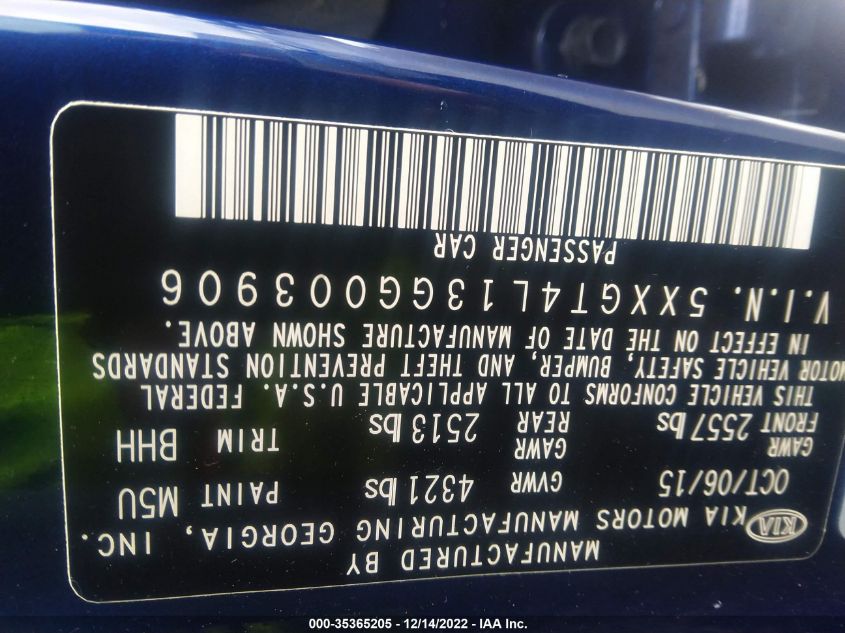 MANUFACTURED BY
KIA KIA MOTORS MANUFACTURING GEORGIA, INC.
OCT/06/15 GVWR 4321 lbs PAINT M5U
GAWR FRONT 2557 lbs GAWR REAR 2513 lbs TRIM BHH
THIS VEHICLE CONFORMS TO ALL APPLICABLE U.S.A. FEDERAL
MOTOR VEHICLE SAFETY, BUMPER, AND THEFT PREVENTION STANDARDS
IN EFFECT ON THE DATE OF MANUFACTURE SHOWN ABOVE.
V.I.N. 5XXGT4L13GG003906
PASSENGER CAR
000-35365205 - 12/14/2022 - IAA Inc.